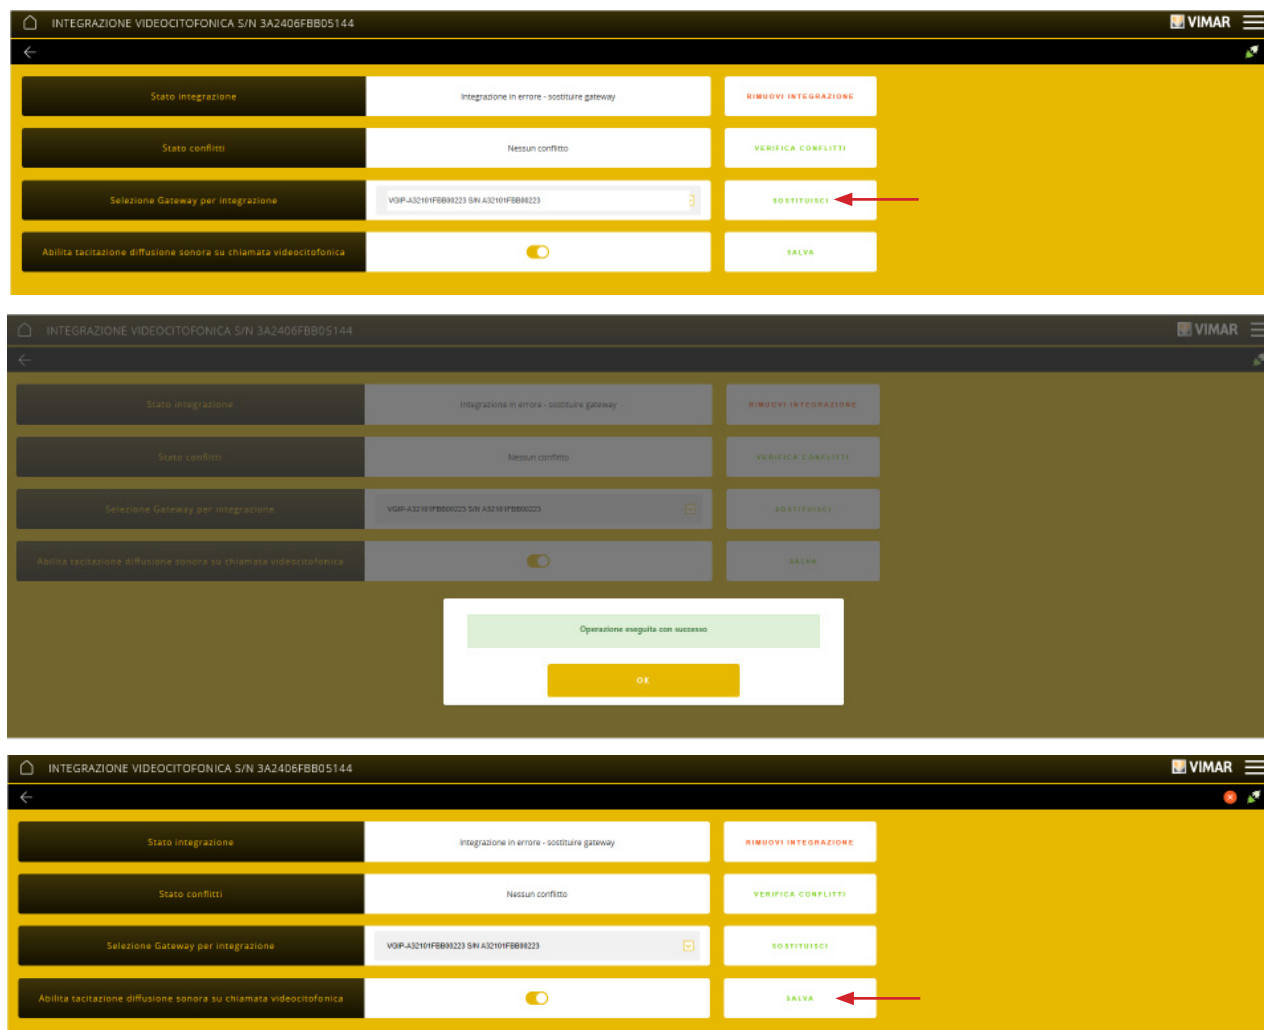 INTEGRAZIONE VIDEOCITOFONICA S/N 3A2406FBB05144 VIMAR
Stato integrazione Integrazione in errore - sostituire gateway RIMUOVI INTEGRAZIONE
Stato conflitti Nessun conflitto VERIFICA CONFLITTI
Selezione Gateway per integrazione VGIP-A32101FBB00223 S/N A32101FBB00223 SOSTITUISCI
Abilita tacitazione diffusione sonora su chiamata videocitofonica SALVA
INTEGRAZIONE VIDEOCITOFONICA S/N 3A2406FBB05144 VIMAR
Stato integrazione Integrazione in errore - sostituire gateway RIMUOVI INTEGRAZIONE
Stato conflitti Nessun conflitto VERIFICA CONFLITTI
Selezione Gateway per integrazione VGIP-A32101FBB00223 S/N A32101FBB00223 SOSTITUISCI
Abilita tacitazione diffusione sonora su chiamata videocitofonica SALVA
Operazione eseguita con successo
OK
INTEGRAZIONE VIDEOCITOFONICA S/N 3A2406FBB05144 VIMAR
Stato integrazione Integrazione in errore - sostituire gateway RIMUOVI INTEGRAZIONE
Stato conflitti Nessun conflitto VERIFICA CONFLITTI
Selezione Gateway per integrazione VGIP-A32101FBB00223 S/N A32101FBB00223 SOSTITUISCI
Abilita tacitazione diffusione sonora su chiamata videocitofonica SALVA